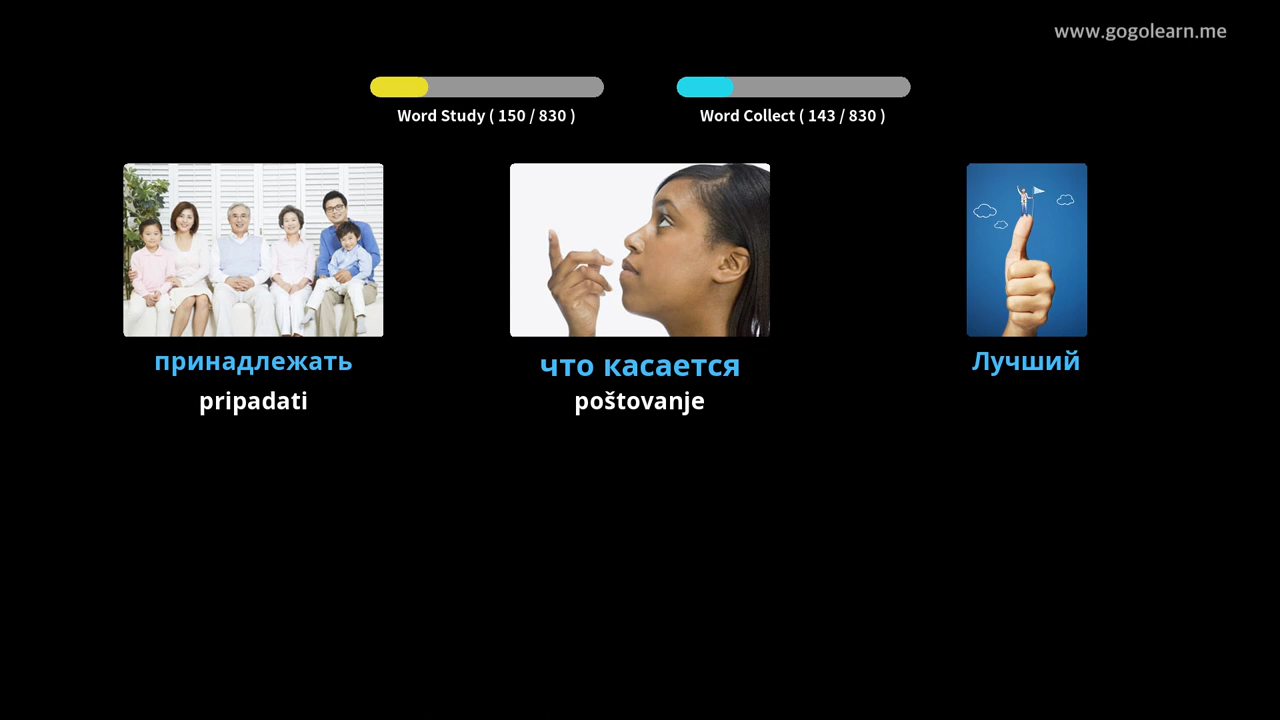 www.gogolearn.me
Word Study ( 150 / 830 )
Word Collect ( 143 / 830 )
принадлежать
pripadati
что касается
poštovanje
Лучший